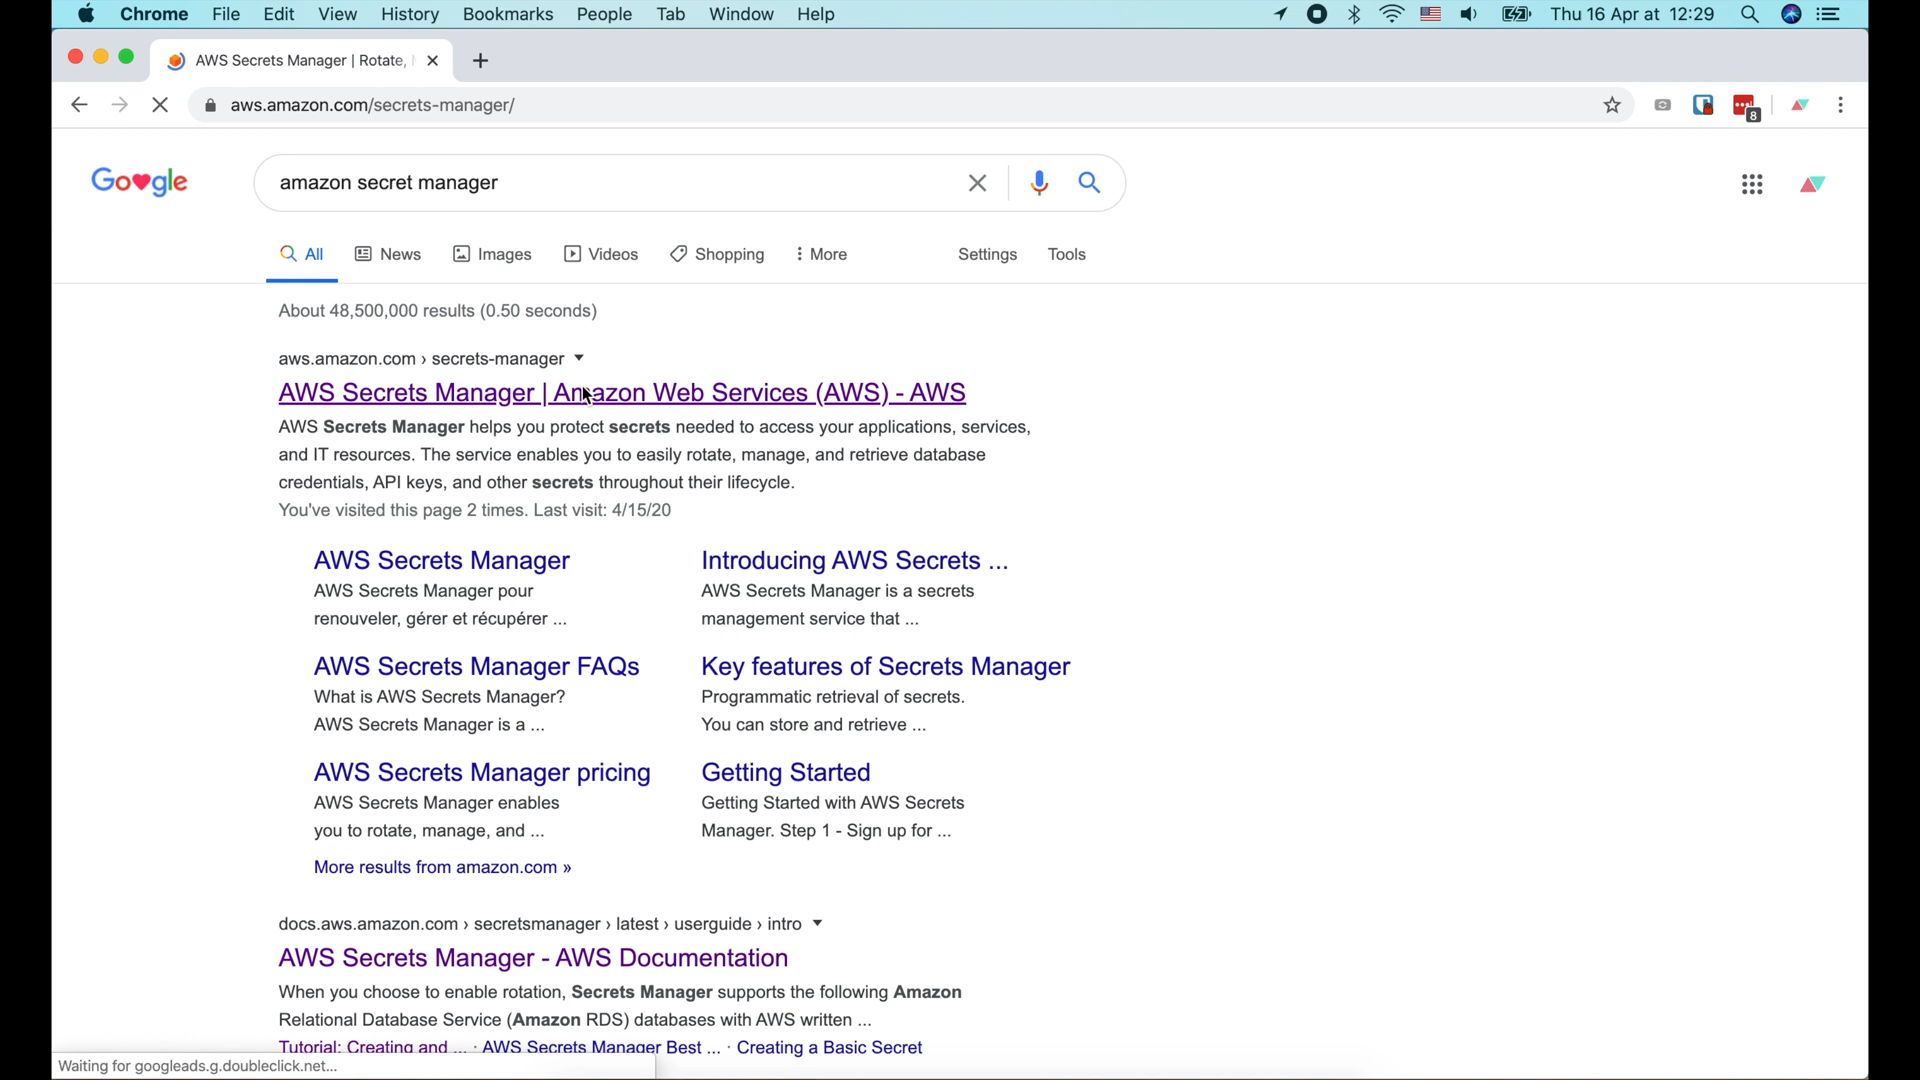 Chrome File Edit View History Bookmarks People Tab Window Help Thu 16 Apr at 12:29
AWS Secrets Manager | Rotate,
aws.amazon.com/secrets-manager/
8
Google
amazon secret manager
All News Images Videos Shopping More Settings Tools
About 48,500,000 results (0.50 seconds)
aws.amazon.com › secrets-manager
AWS Secrets Manager | Amazon Web Services (AWS) - AWS
AWS Secrets Manager helps you protect secrets needed to access your applications, services,
and IT resources. The service enables you to easily rotate, manage, and retrieve database
credentials, API keys, and other secrets throughout their lifecycle.
You've visited this page 2 times. Last visit: 4/15/20
AWS Secrets Manager
AWS Secrets Manager pour
renouveler, gérer et récupérer ...
Introducing AWS Secrets ...
AWS Secrets Manager is a secrets
management service that ...
AWS Secrets Manager FAQs
What is AWS Secrets Manager?
AWS Secrets Manager is a ...
Key features of Secrets Manager
Programmatic retrieval of secrets.
You can store and retrieve ...
AWS Secrets Manager pricing
AWS Secrets Manager enables
you to rotate, manage, and ...
Getting Started
Getting Started with AWS Secrets
Manager. Step 1 - Sign up for ...
More results from amazon.com »
docs.aws.amazon.com › secretsmanager › latest › userguide › intro
AWS Secrets Manager - AWS Documentation
When you choose to enable rotation, Secrets Manager supports the following Amazon
Relational Database Service (Amazon RDS) databases with AWS written ...
Tutorial: Creating and ... · AWS Secrets Manager Best ... · Creating a Basic Secret
Waiting for googleads.g.doubleclick.net...